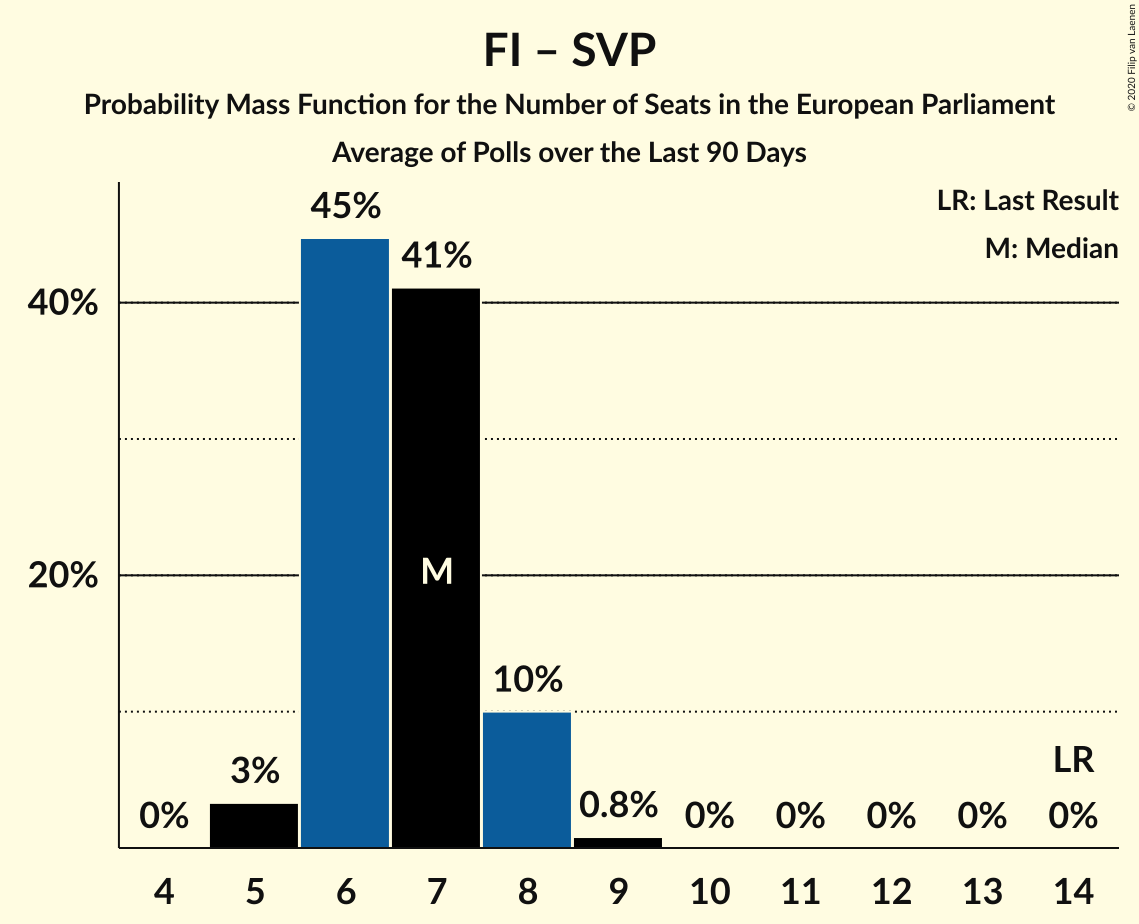 FI – SVP
Probability Mass Function for the Number of Seats in the European Parliament
Average of Polls over the Last 90 Days
© 2020 Filip van Laenen
LR: Last Result
M: Median
45%
41%
40%
20%
M
10%
3%
0%
0.8%
0%
0%
0%
0%
LR
0%
4 5 6 7 8 9 10 11 12 13 14